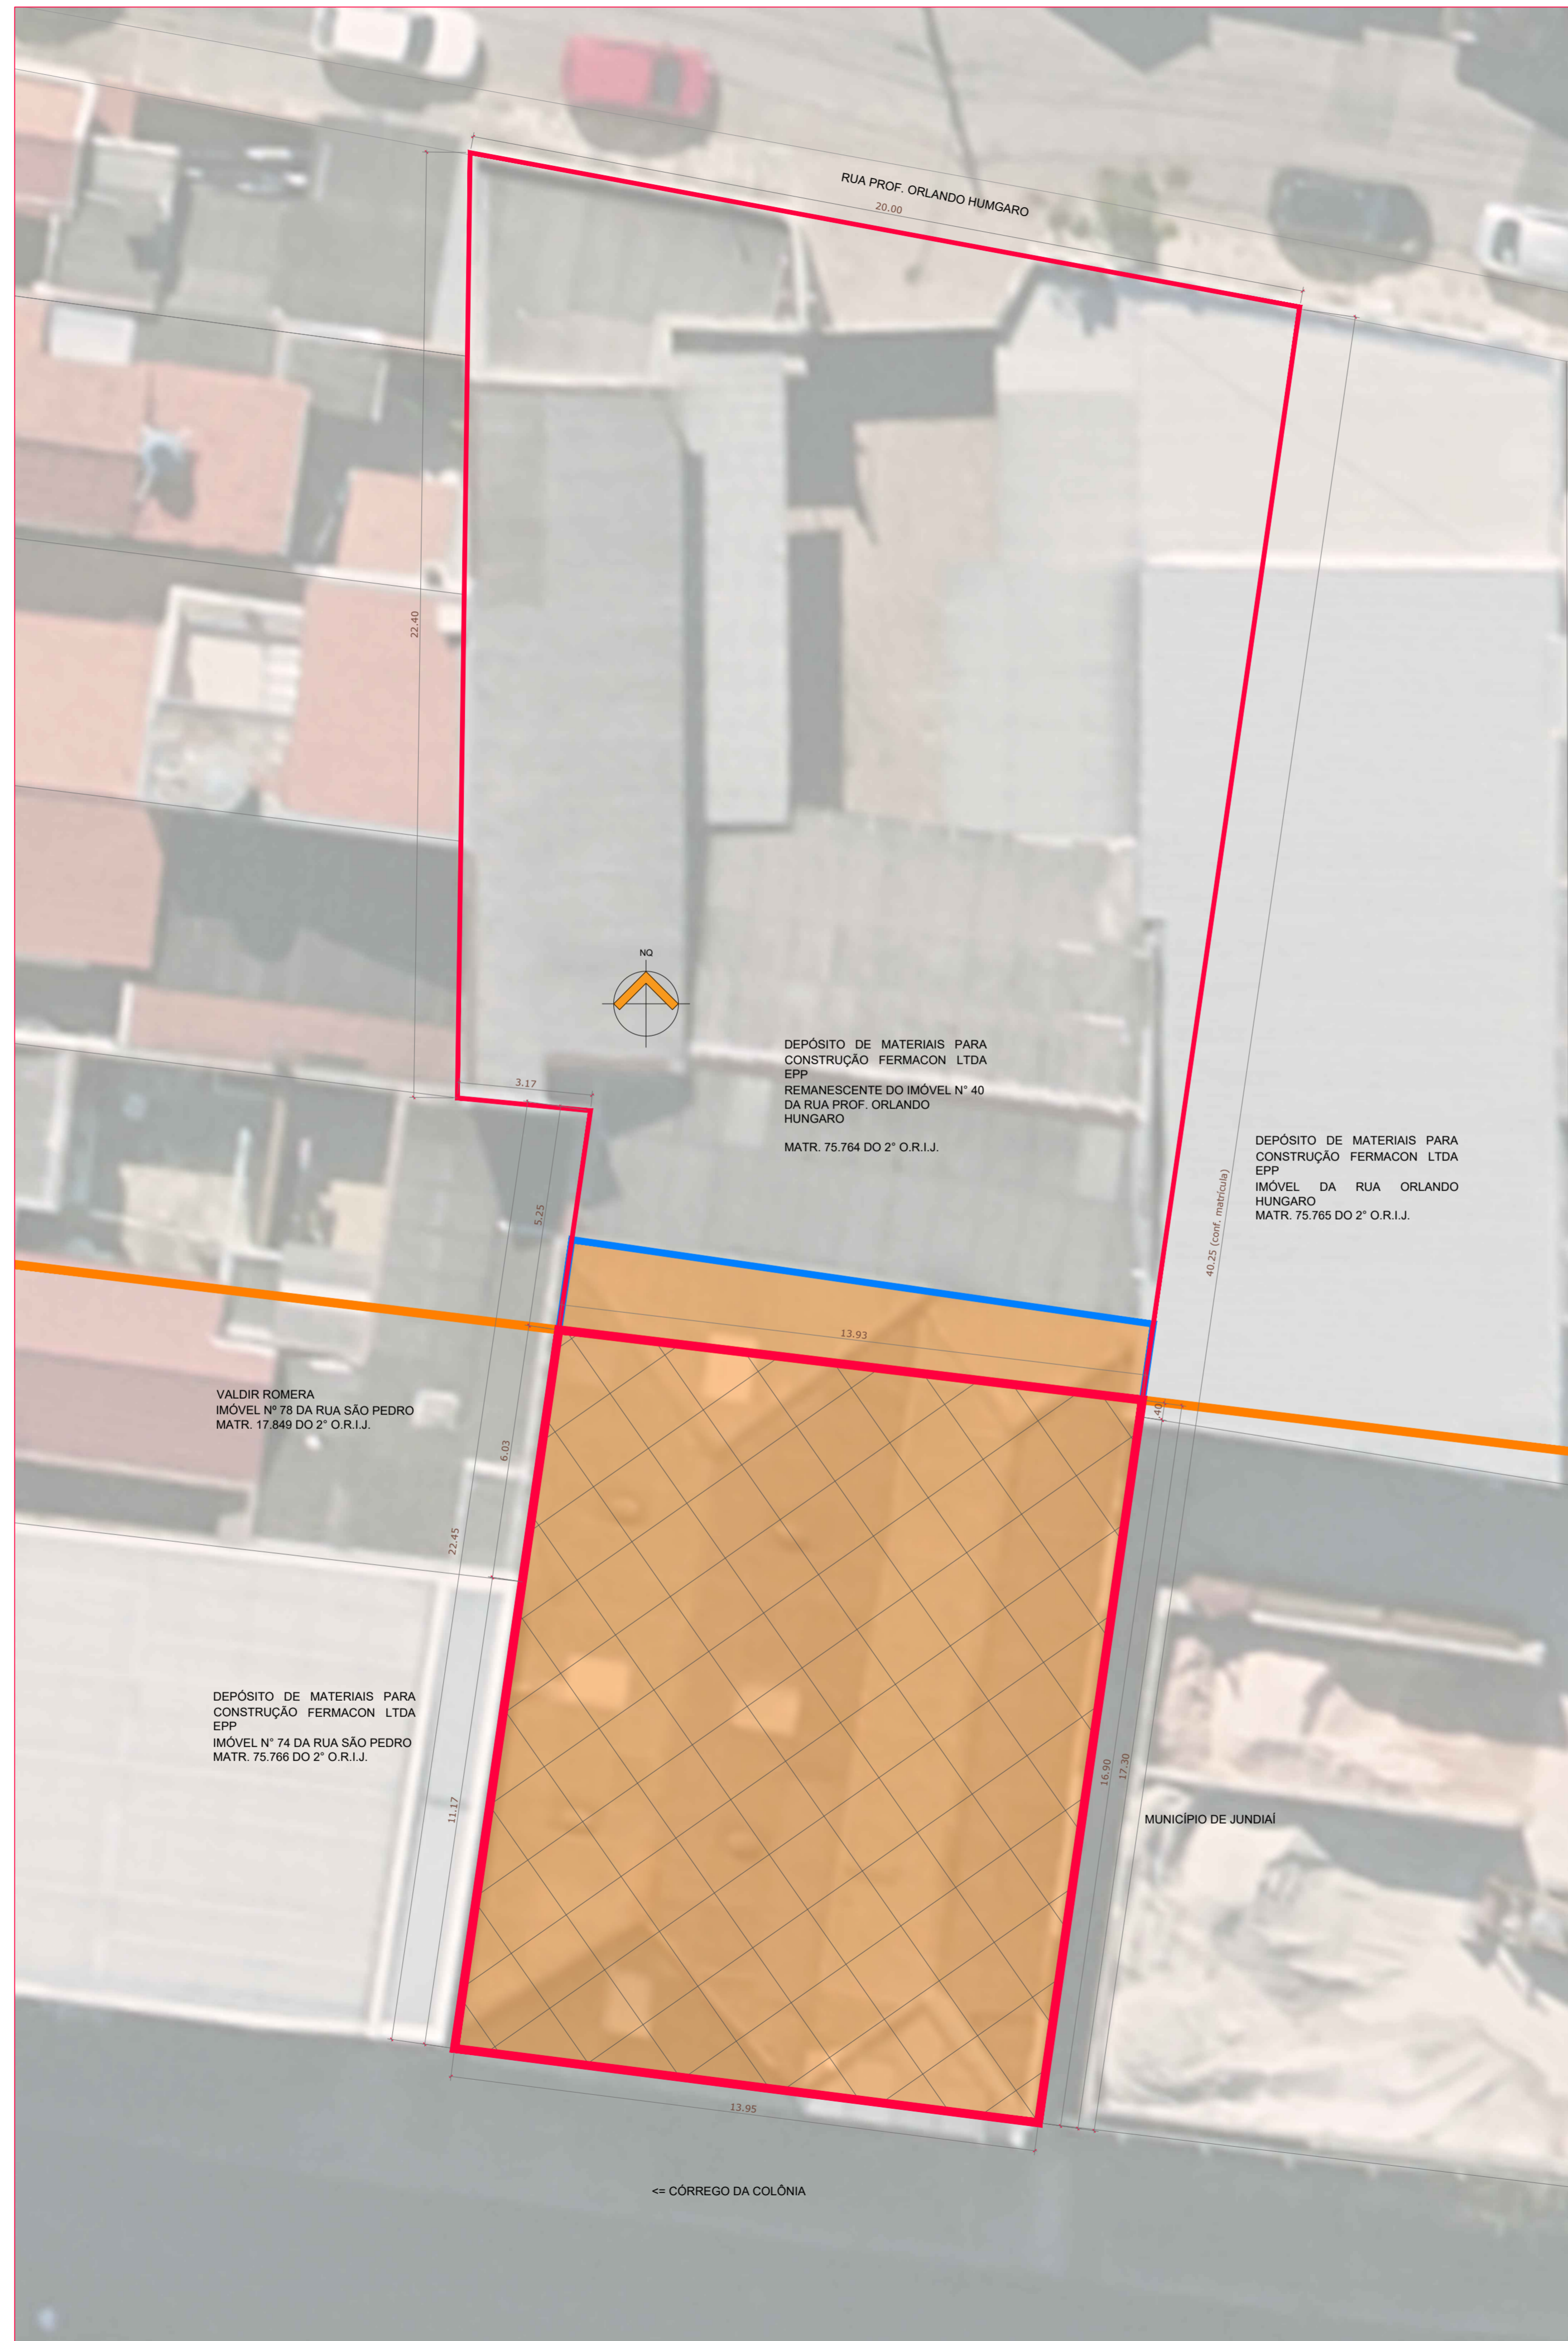 RUA PROF. ORLANDO HUMGARO
20.00
22.40
NQ
3.17
DEPÓSITO DE MATERIAIS PARA
CONSTRUÇÃO FERMACON LTDA
EPP
REMANESCENTE DO IMÓVEL N° 40
DA RUA PROF. ORLANDO
HUNGARO
MATR. 75.764 DO 2° O.R.I.J.
DEPÓSITO DE MATERIAIS PARA
CONSTRUÇÃO FERMACON LTDA
EPP
IMÓVEL DA RUA ORLANDO
HUNGARO
MATR. 75.765 DO 2° O.R.I.J.
5.25
40.25 (conf. matrícula)
13.93
VALDIR ROMERA
IMÓVEL Nº 78 DA RUA SÃO PEDRO
MATR. 17.849 DO 2° O.R.I.J.
.40
6.03
22.45
DEPÓSITO DE MATERIAIS PARA
CONSTRUÇÃO FERMACON LTDA
EPP
IMÓVEL N° 74 DA RUA SÃO PEDRO
MATR. 75.766 DO 2° O.R.I.J.
11.17
16.90
17.30
MUNICÍPIO DE JUNDIAÍ
13.95
<= CÓRREGO DA COLÔNIA